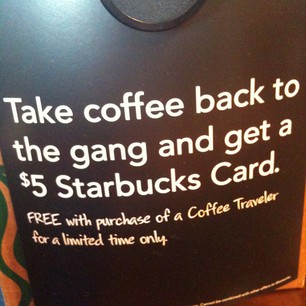 Take coffee back to
the gang and get a
$5 Starbucks Card.
FREE with purchase of a Coffee Traveler
for a limited time only.